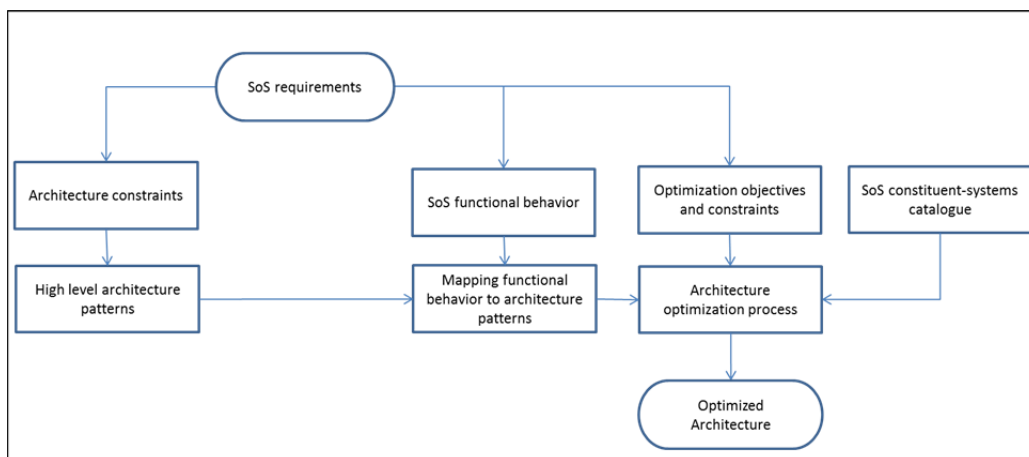 SoS requirements
Architecture constraints
SoS functional behavior
Optimization objectives
and constraints
SoS constituent-systems
catalogue
High level architecture
patterns
Mapping functional
behavior to architecture
patterns
Architecture
optimization process
Optimized
Architecture